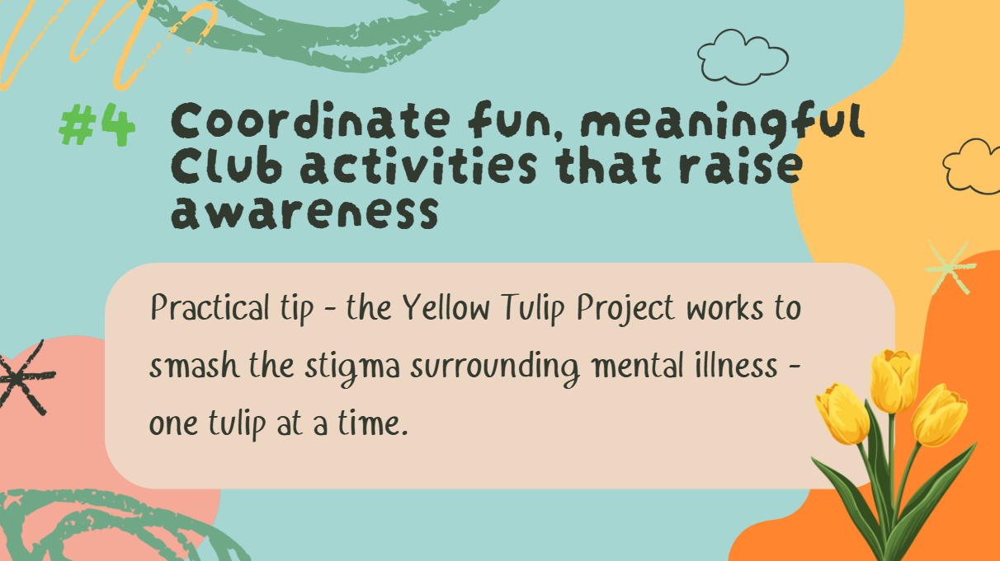 #4 Coordinate fun, meaningful
Club activities that raise
awareness
Practical tip - the Yellow Tulip Project works to
smash the stigma surrounding mental illness -
one tulip at a time.